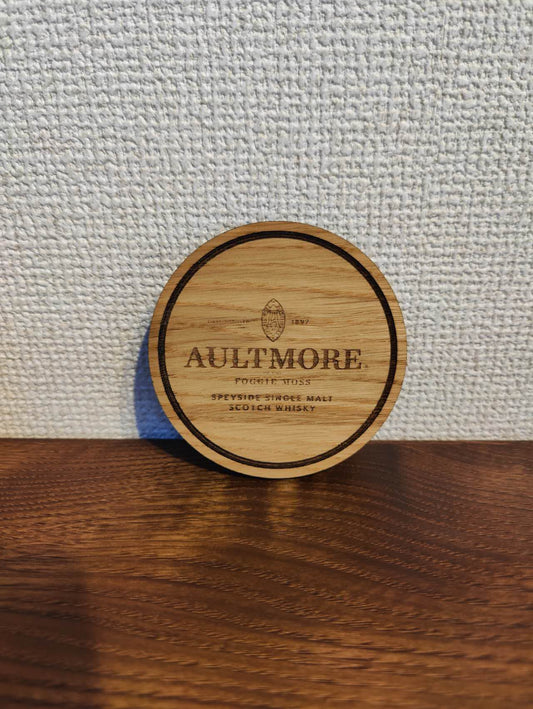 1897
AULTMORE
FOGGIE MOSS
SPEYSIDE SINGLE MALT
SCOTCH WHISKY